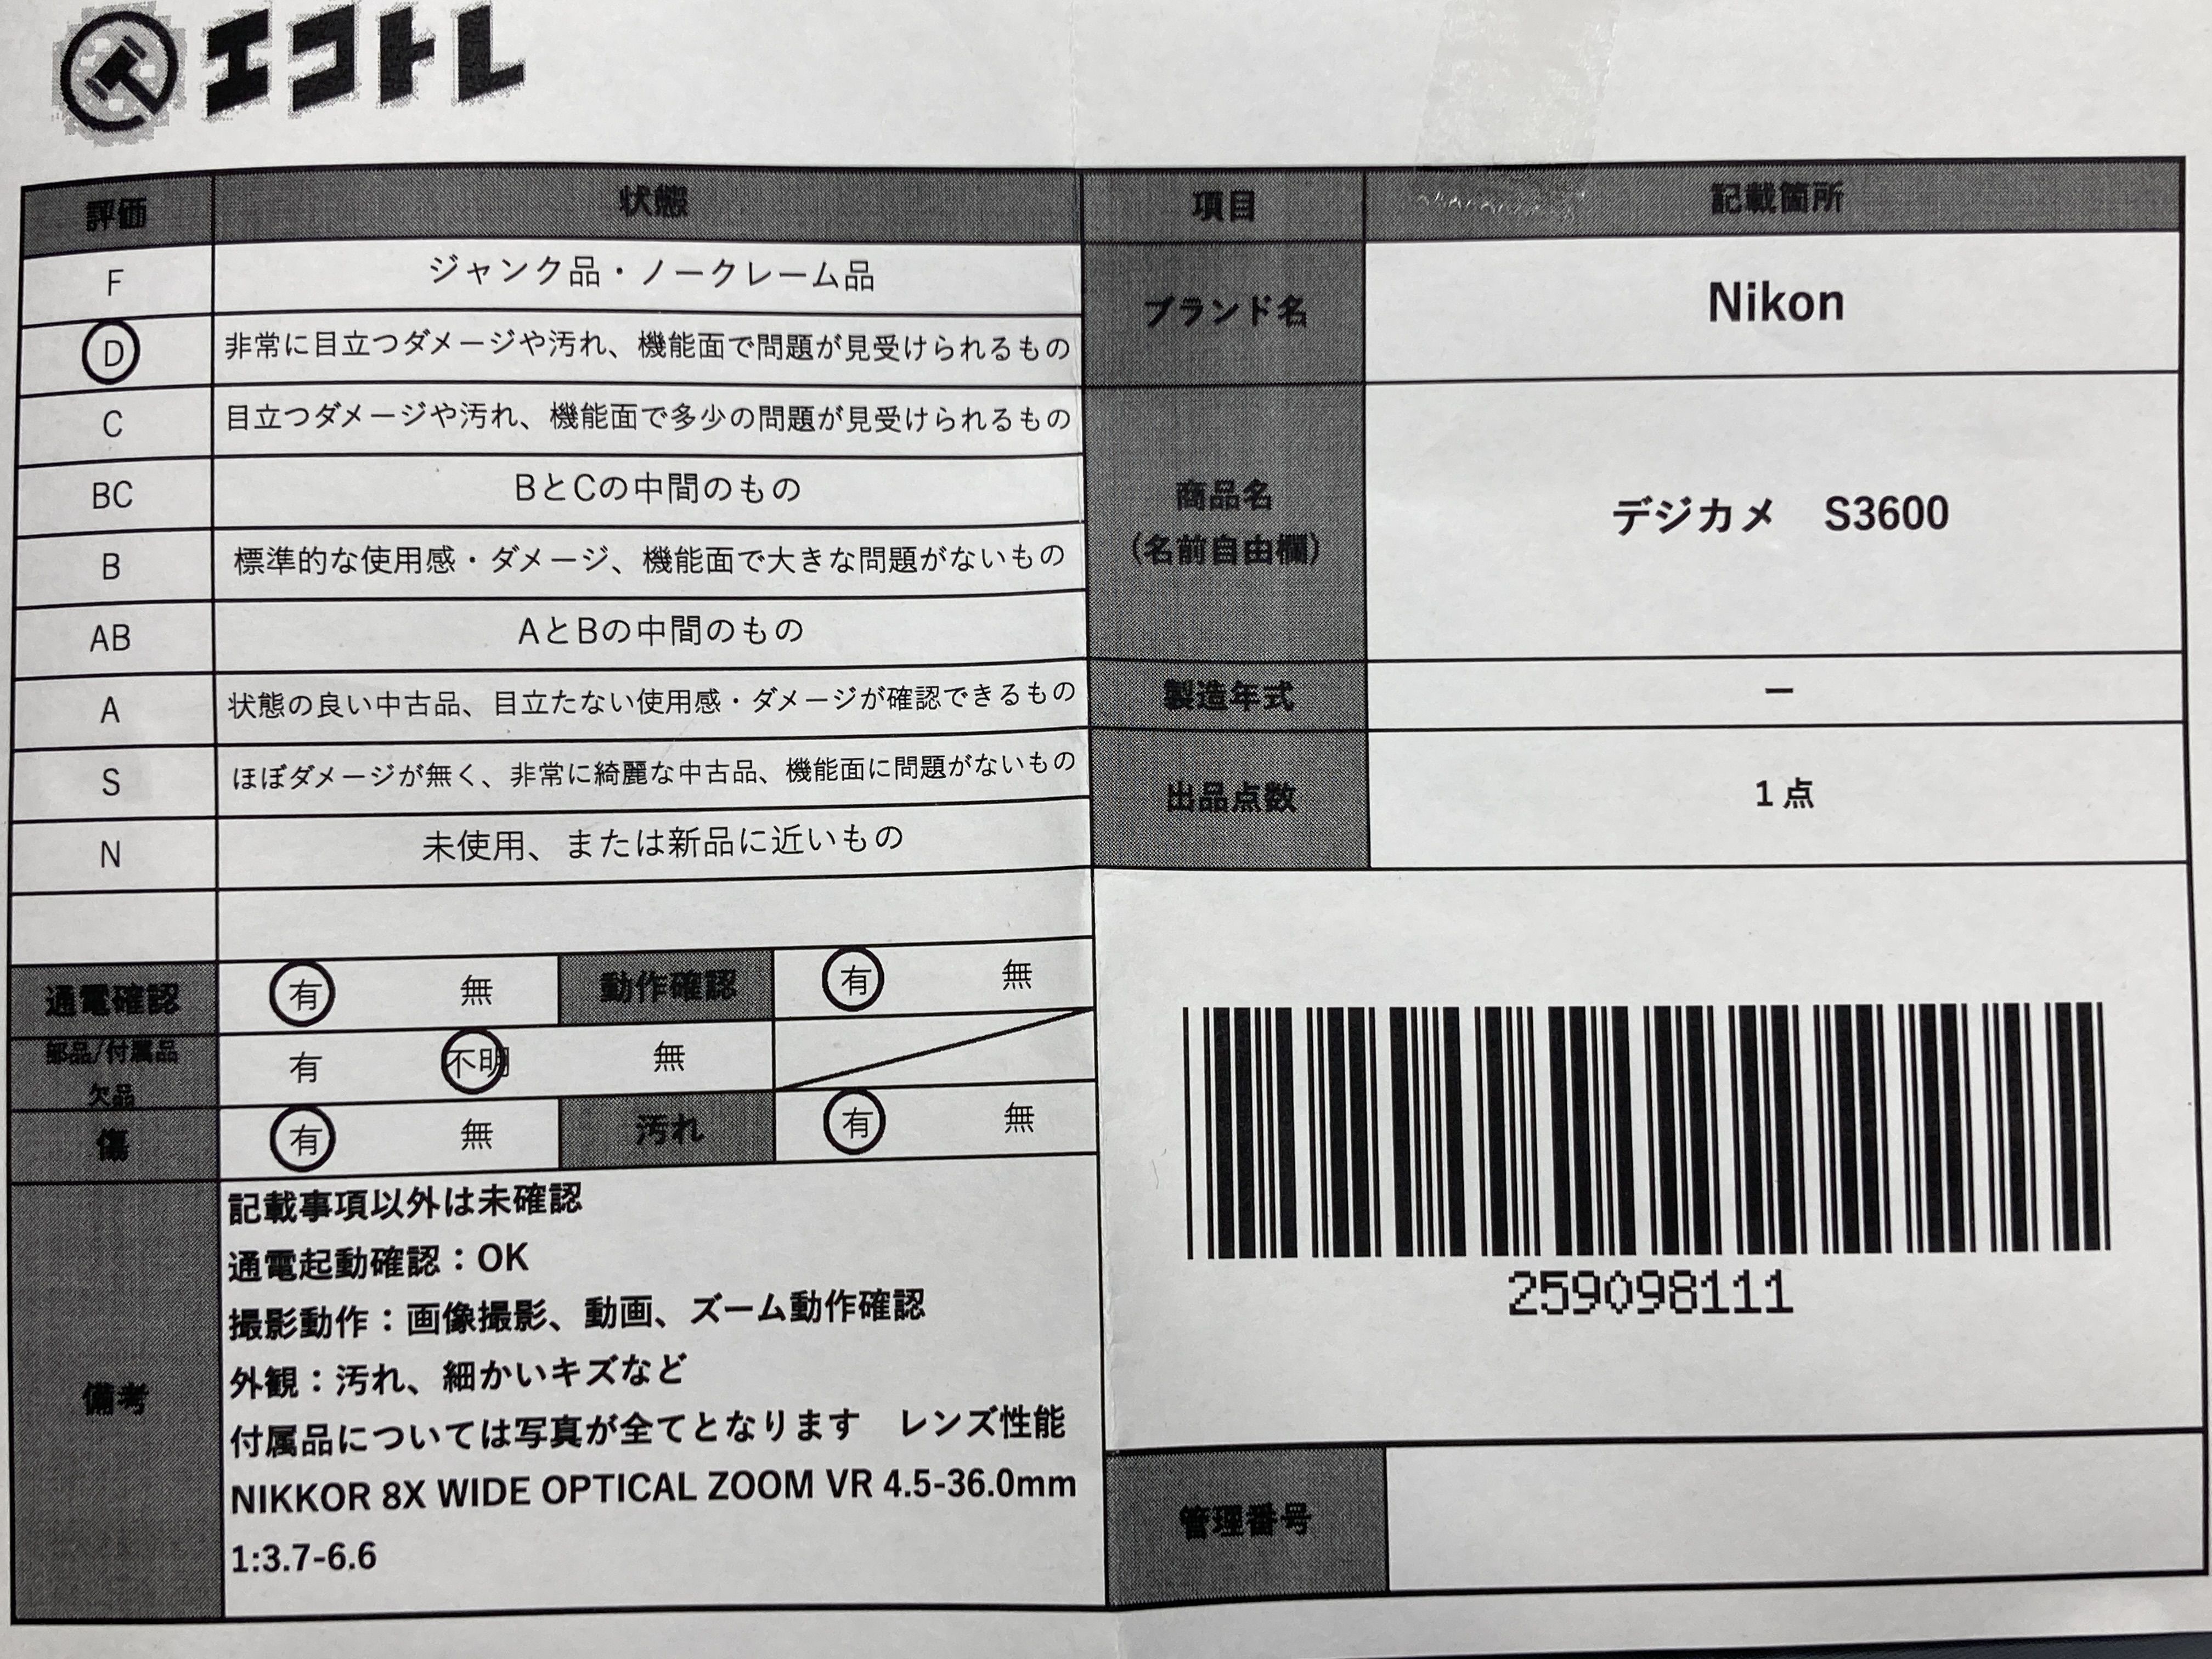 エコトレ
評価 状態
F ジャンク品・ノークレーム品
D 非常に目立つダメージや汚れ、機能面で問題が見受けられるもの
C 目立つダメージや汚れ、機能面で多少の問題が見受けられるもの
BC BとCの中間のもの
B 標準的な使用感・ダメージ、機能面で大きな問題がないもの
AB AとBの中間のもの
A 状態の良い中古品、目立たない使用感・ダメージが確認できるもの
S ほぼダメージが無く、非常に綺麗な中古品、機能面に問題がないもの
N 未使用、または新品に近いもの
通電確認 有 無 動作確認 有 無
部品/付属品 有 不明 無
欠品
傷 有 無 汚れ 有 無
備考
記載事項以外は未確認
通電起動確認：OK
撮影動作：画像撮影、動画、ズーム動作確認
外観：汚れ、細かいキズなど
付属品については写真が全てとなります　レンズ性能
NIKKOR 8X WIDE OPTICAL ZOOM VR 4.5-36.0mm
1:3.7-6.6
項目 記載箇所
ブランド名 Nikon
商品名
(名前自由欄)
デジカメ　S3600
製造年式 ー
出品点数 1点
259098111
管理番号